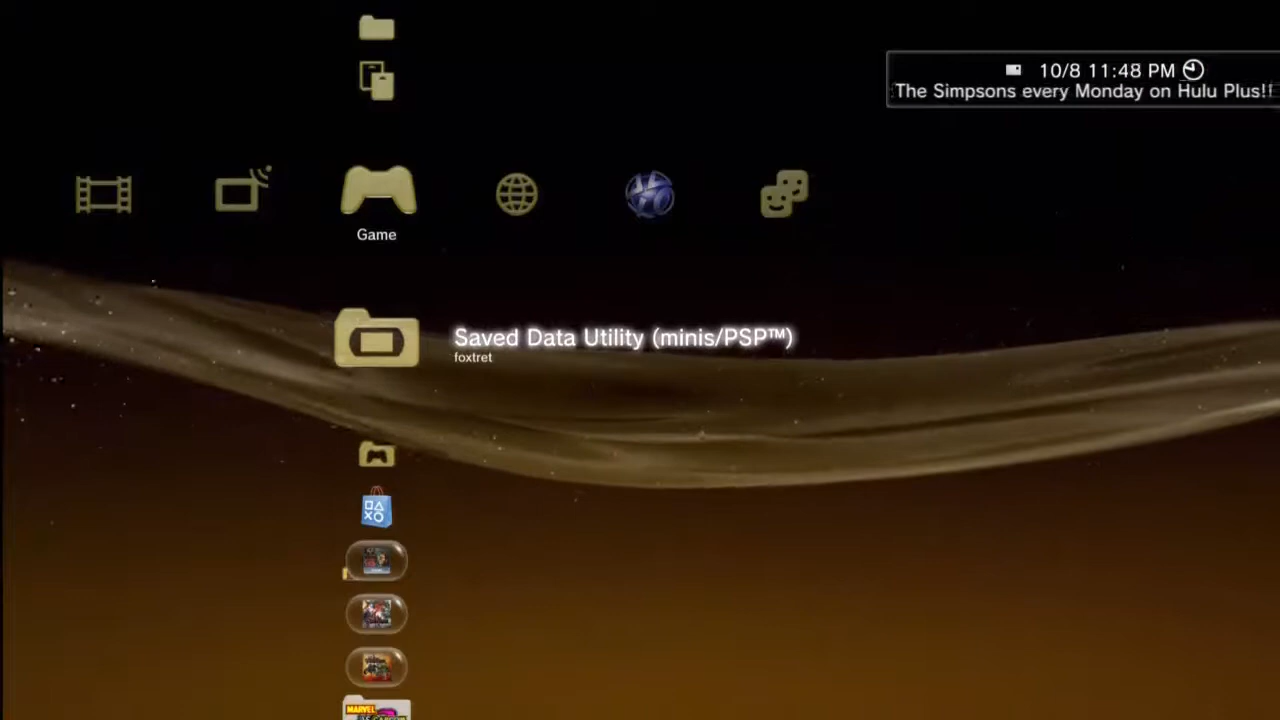 10/8 11:48 PM
The Simpsons every Monday on Hulu Plus!!
Game
Saved Data Utility (minis/PSP™)
foxtret
MARVEL